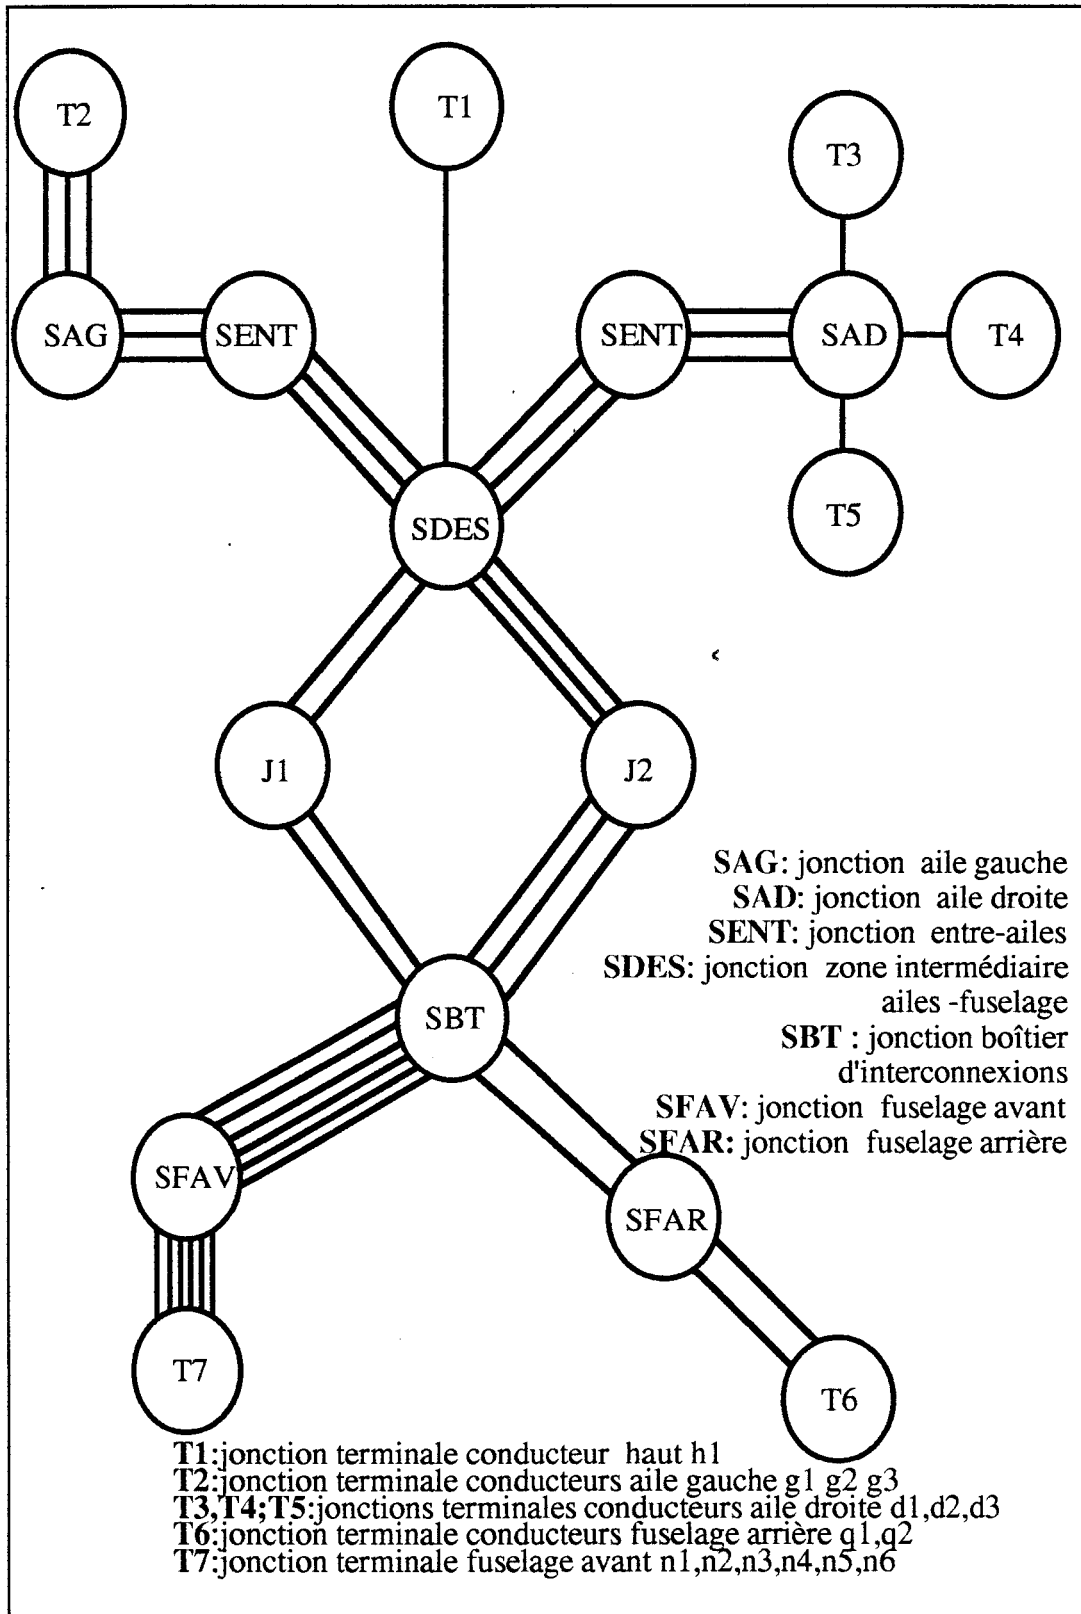 T2
T1
T3
SAG
SENT
SENT
SAD
T4
SDES
T5
J1
J2
SAG: jonction aile gauche
SAD: jonction aile droite
SENT: jonction entre-ailes
SDES: jonction zone intermédiaire
ailes -fuselage
SBT : jonction boîtier
d'interconnexions
SFAV: jonction fuselage avant
SFAR: jonction fuselage arrière
SBT
SFAV
SFAR
T7
T6
T1:jonction terminale conducteur haut h1
T2:jonction terminale conducteurs aile gauche g1 g2 g3
T3,T4;T5:jonctions terminales conducteurs aile droite d1,d2,d3
T6:jonction terminale conducteurs fuselage arrière q1,q2
T7:jonction terminale fuselage avant n1,n2,n3,n4,n5,n6